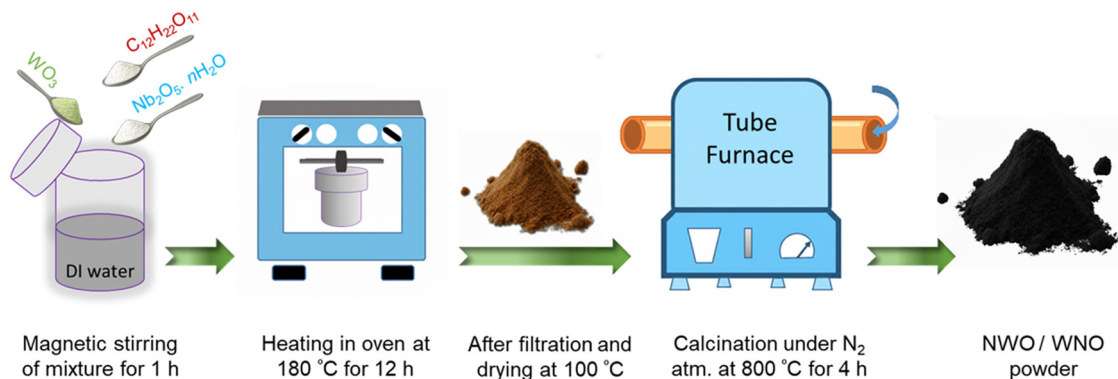 WO₃
C₁₂H₂₂O₁₁
Nb₂O₅. nH₂O
DI water
Tube
Furnace
Magnetic stirring
of mixture for 1 h
Heating in oven at
180 °C for 12 h
After filtration and
drying at 100 °C
Calcination under N₂
atm. at 800 °C for 4 h
NWO / WNO
powder